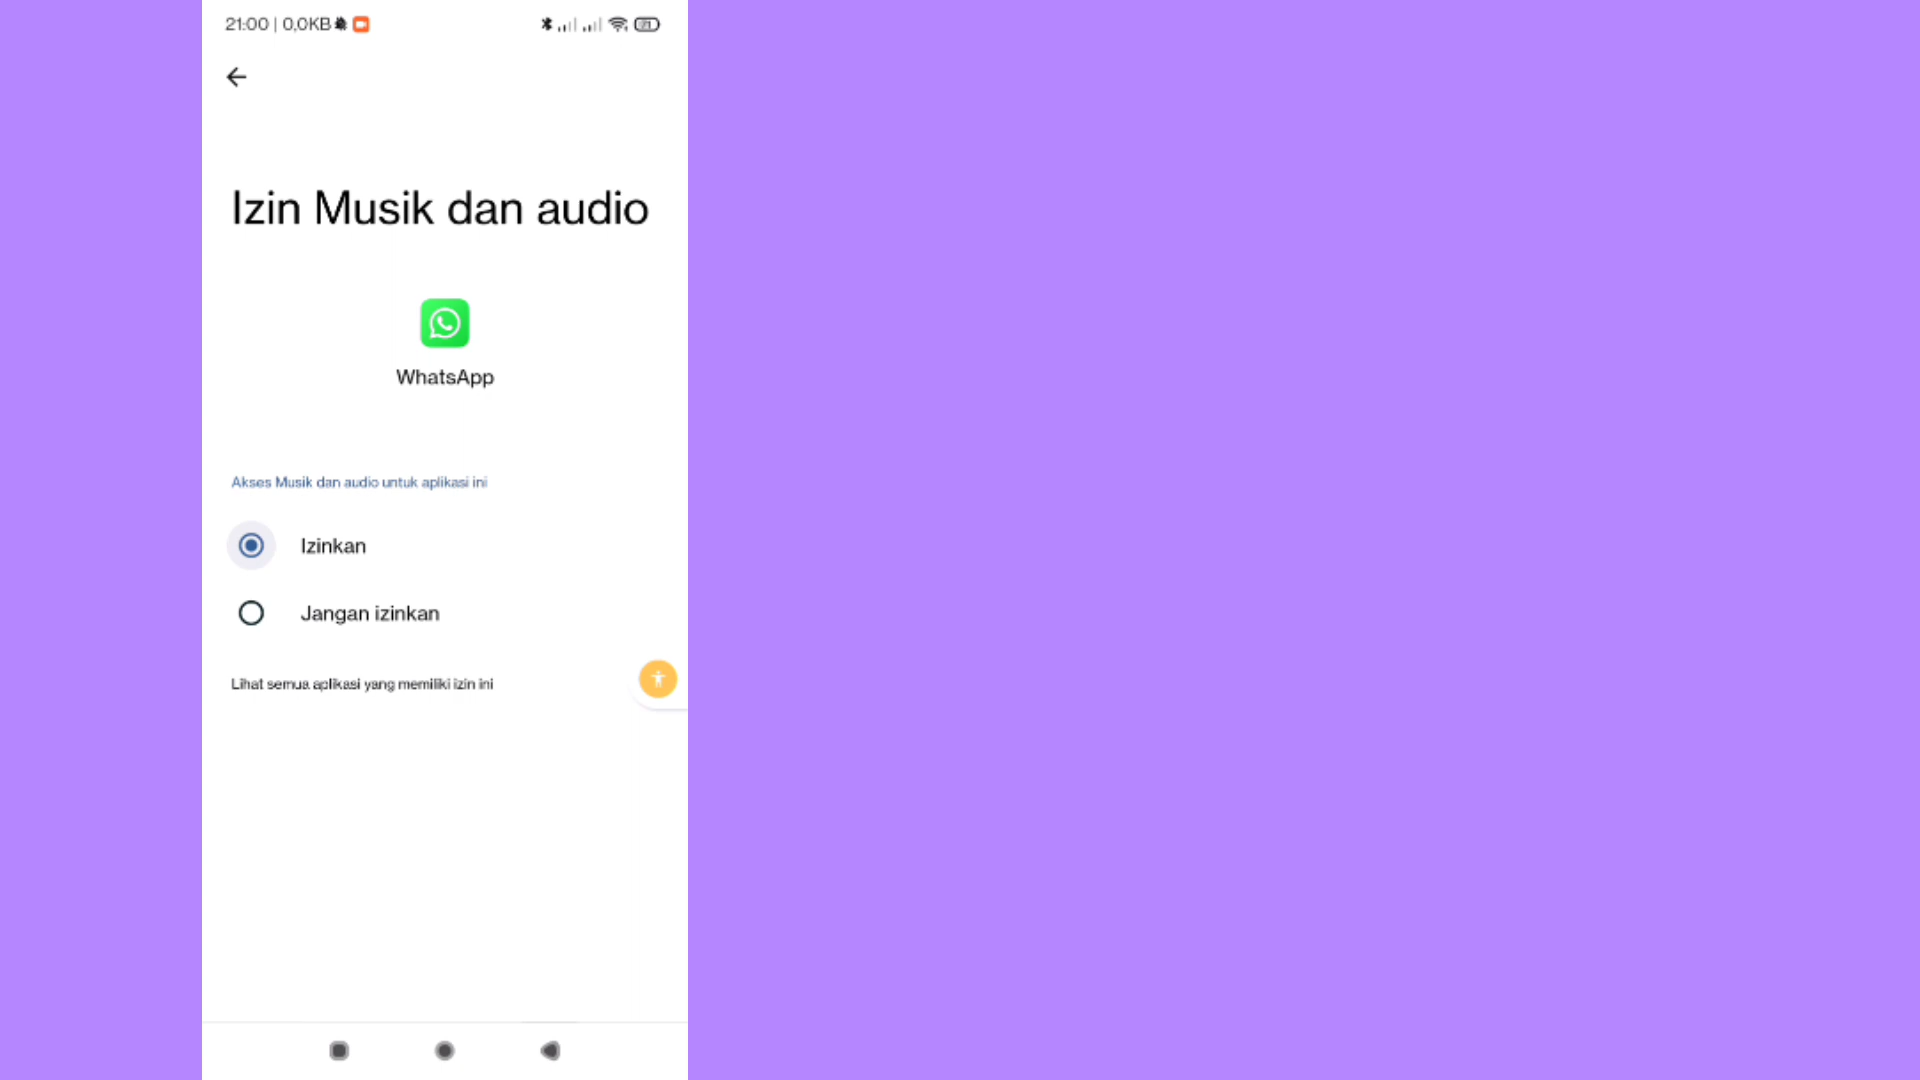 21:00 | 0,0KB
Izin Musik dan audio
WhatsApp
Akses Musik dan audio untuk aplikasi ini
Izinkan
Jangan izinkan
Lihat semua aplikasi yang memiliki izin ini